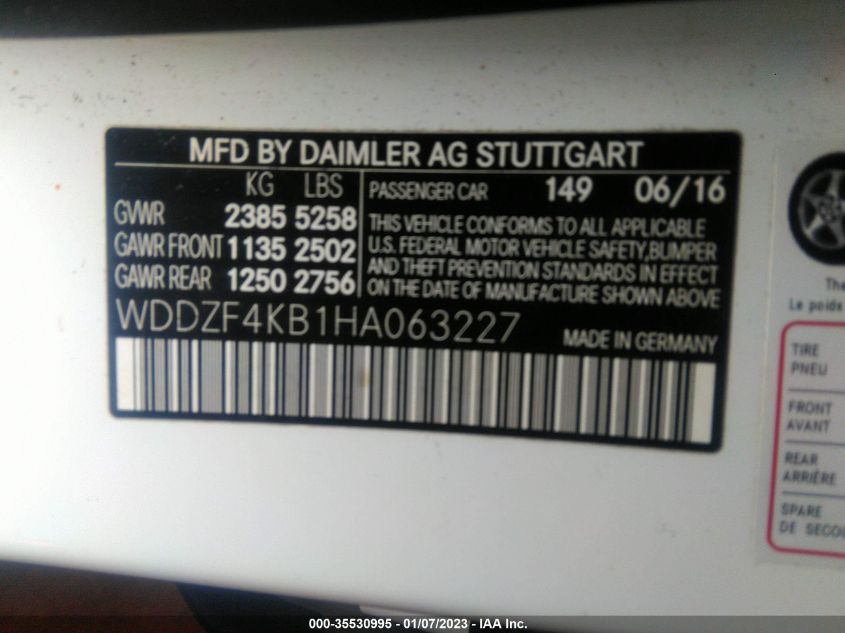 MFD BY DAIMLER AG STUTTGART
KG LBS
GVWR 2385 5258
GAWR FRONT 1135 2502
GAWR REAR 1250 2756
PASSENGER CAR 149 06/16
THIS VEHICLE CONFORMS TO ALL APPLICABLE
U.S. FEDERAL MOTOR VEHICLE SAFETY, BUMPER
AND THEFT PREVENTION STANDARDS IN EFFECT
ON THE DATE OF MANUFACTURE SHOWN ABOVE
WDDZF4KB1HA063227
MADE IN GERMANY
The
Le poids
TIRE
PNEU
FRONT
AVANT
REAR
ARRIÈRE
SPARE
DE SECOU
000-35530995 - 01/07/2023 - IAA Inc.